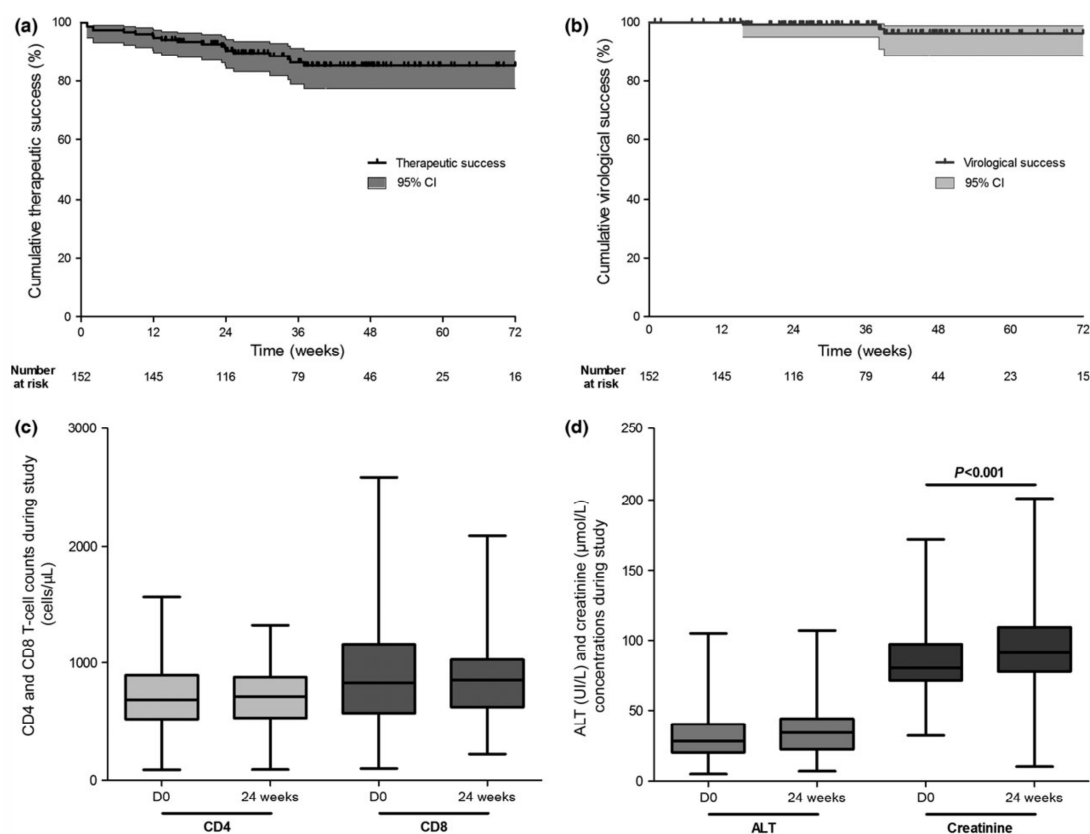 (a)
Cumulative therapeutic success (%)
100
80
60
40
20
0
Therapeutic success
95% CI
0 12 24 36 48 60 72
Time (weeks)
Number
at risk
152 145 116 79 46 25 16
(b)
Cumulative virological success (%)
100
80
60
40
20
0
Virological success
95% CI
0 12 24 36 48 60 72
Time (weeks)
Number
at risk
152 145 116 79 44 23 15
(c)
CD4 and CD8 T-cell counts during study
(cells/µL)
3000
2000
1000
0
D0 24 weeks D0 24 weeks
CD4 CD8
(d)
ALT (UI/L) and creatinine (µmol/L)
concentrations during study
250
200
150
100
50
0
P<0.001
D0 24 weeks D0 24 weeks
ALT Creatinine